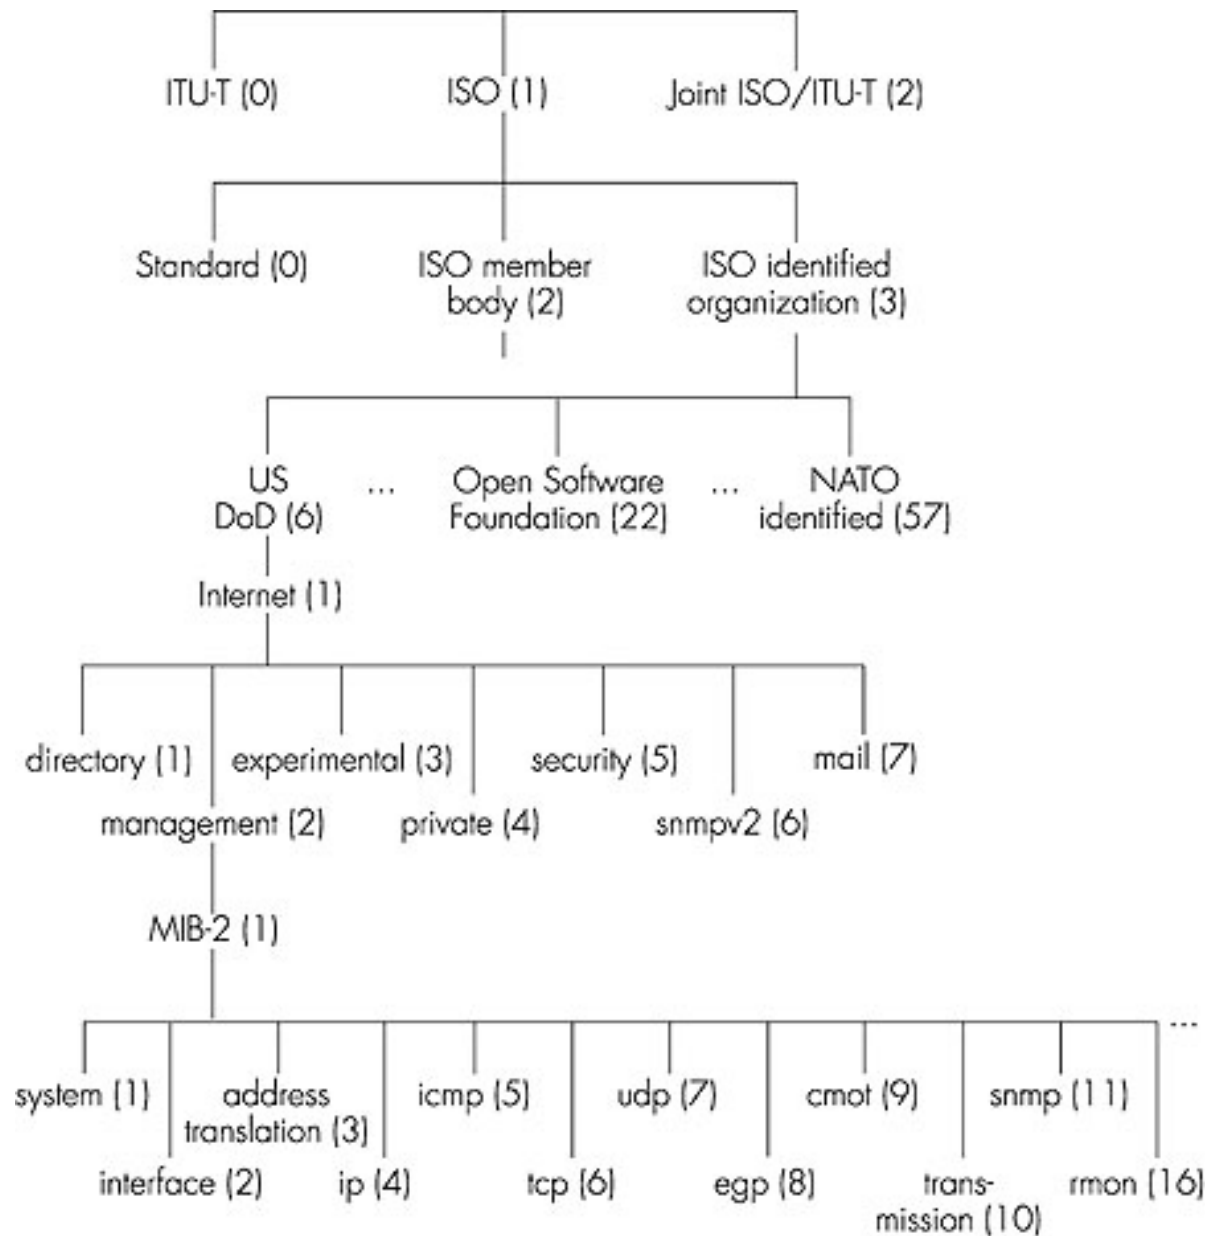 ITU-T (0) ISO (1) Joint ISO/ITU-T (2)
Standard (0) ISO member ISO identified
body (2) organization (3)
US ... Open Software ... NATO
DoD (6) Foundation (22) identified (57)
Internet (1)
directory (1) experimental (3) security (5) mail (7)
management (2) private (4) snmpv2 (6)
MIB-2 (1)
...
system (1) address icmp (5) udp (7) cmot (9) snmp (11)
translation (3)
interface (2) ip (4) tcp (6) egp (8) trans- rmon (16)
mission (10)